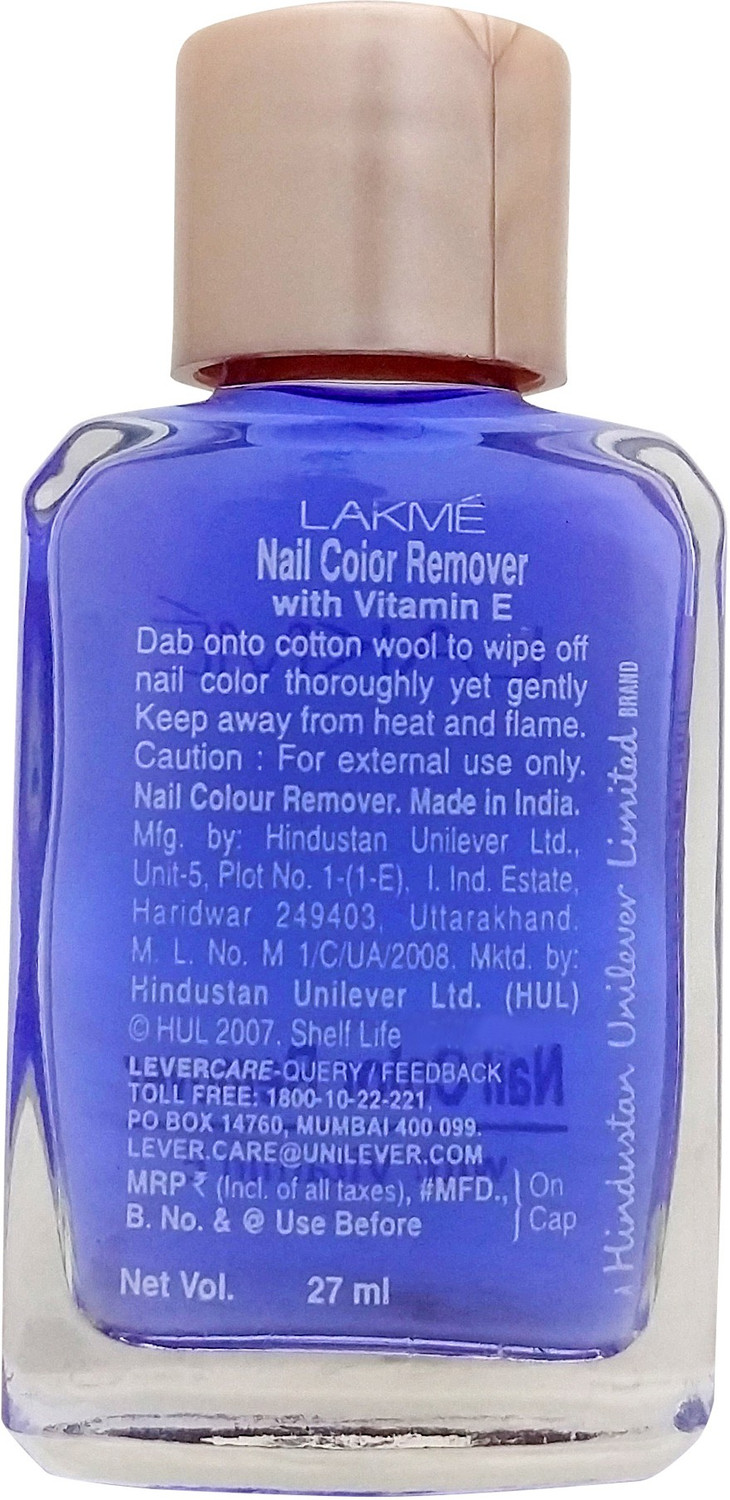 LAKMÉ
Nail Color Remover
with Vitamin E
Dab onto cotton wool to wipe off
nail color thoroughly yet gently
Keep away from heat and flame.
Caution : For external use only.
Nail Colour Remover. Made in India.
Mfg. by: Hindustan Unilever Ltd.,
Unit-5, Plot No. 1-(1-E), I. Ind. Estate,
Haridwar 249403, Uttarakhand.
M. L. No. M 1/C/UA/2008. Mktd. by:
Hindustan Unilever Ltd. (HUL)
© HUL 2007. Shelf Life
LEVERCARE-QUERY / FEEDBACK
TOLL FREE: 1800-10-22-221,
PO BOX 14760, MUMBAI 400 099.
LEVER.CARE@UNILEVER.COM
MRP ₹ (Incl. of all taxes), #MFD., On
B. No. & @ Use Before Cap
Net Vol. 27 ml
A Hindustan Unilever Limited BRAND